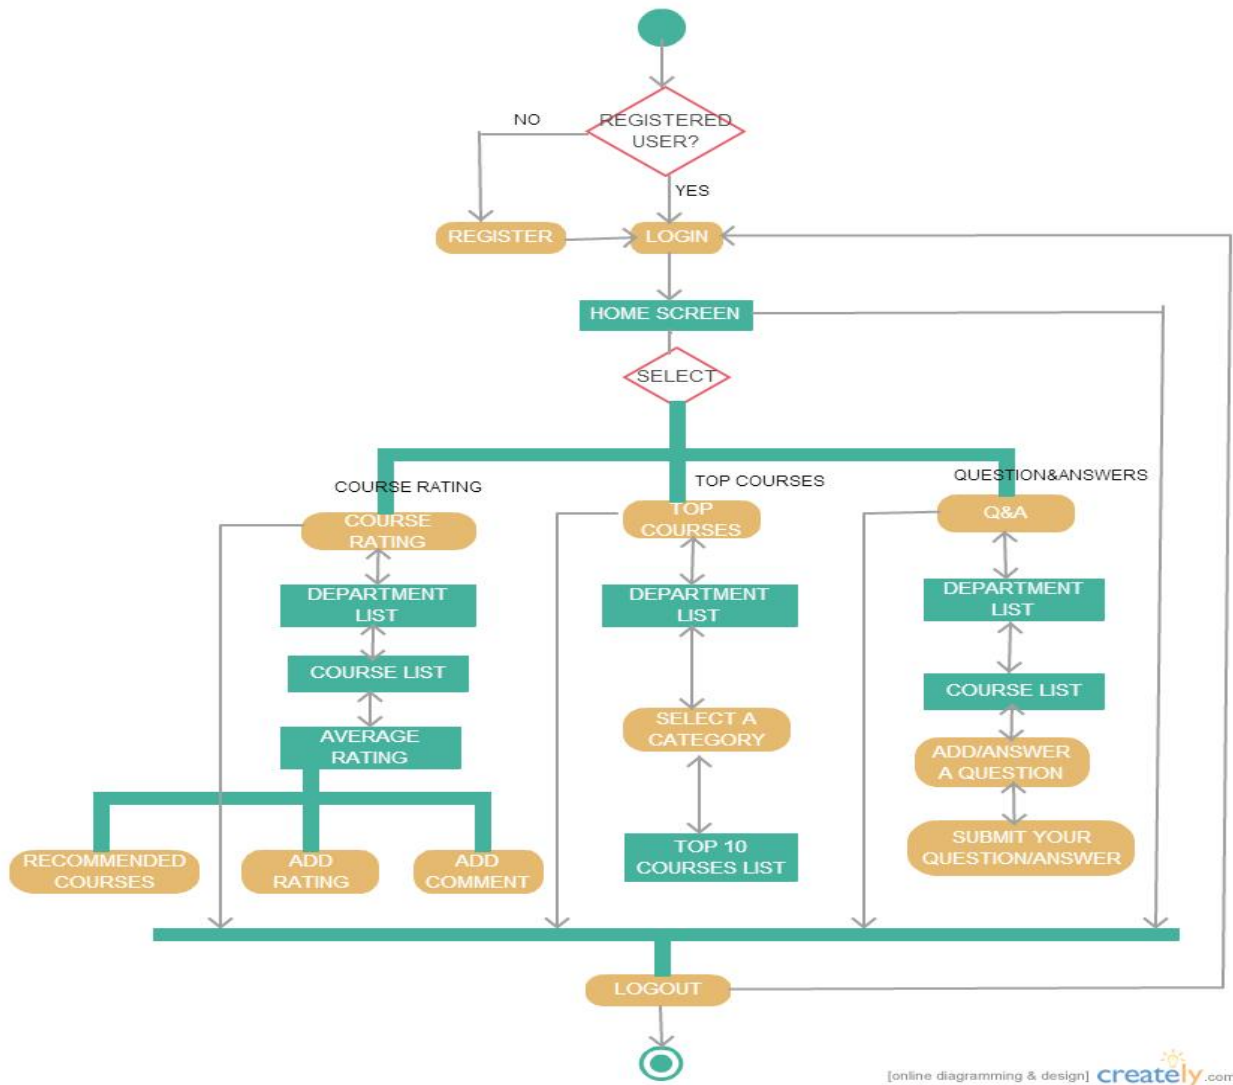 REGISTERED
USER?
NO
YES
REGISTER
LOGIN
HOME SCREEN
SELECT
COURSE RATING
TOP COURSES
QUESTION&ANSWERS
COURSE
RATING
TOP
COURSES
Q&A
DEPARTMENT
LIST
DEPARTMENT
LIST
DEPARTMENT
LIST
COURSE LIST
COURSE LIST
AVERAGE
RATING
SELECT A
CATEGORY
ADD/ANSWER
A QUESTION
RECOMMENDED
COURSES
ADD
RATING
ADD
COMMENT
TOP 10
COURSES LIST
SUBMIT YOUR
QUESTION/ANSWER
LOGOUT
[online diagramming & design] creately.com